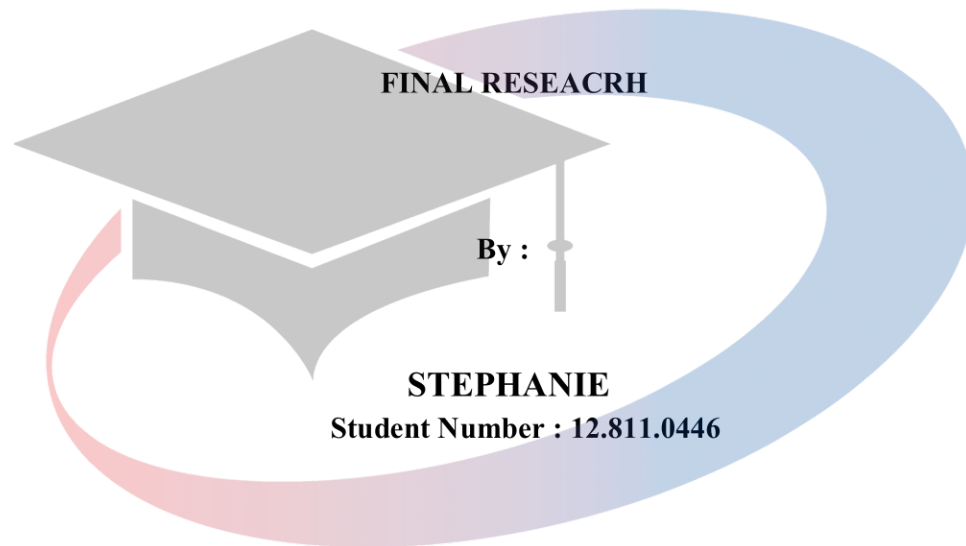 FINAL RESEACRH
By :
STEPHANIE
Student Number : 12.811.0446